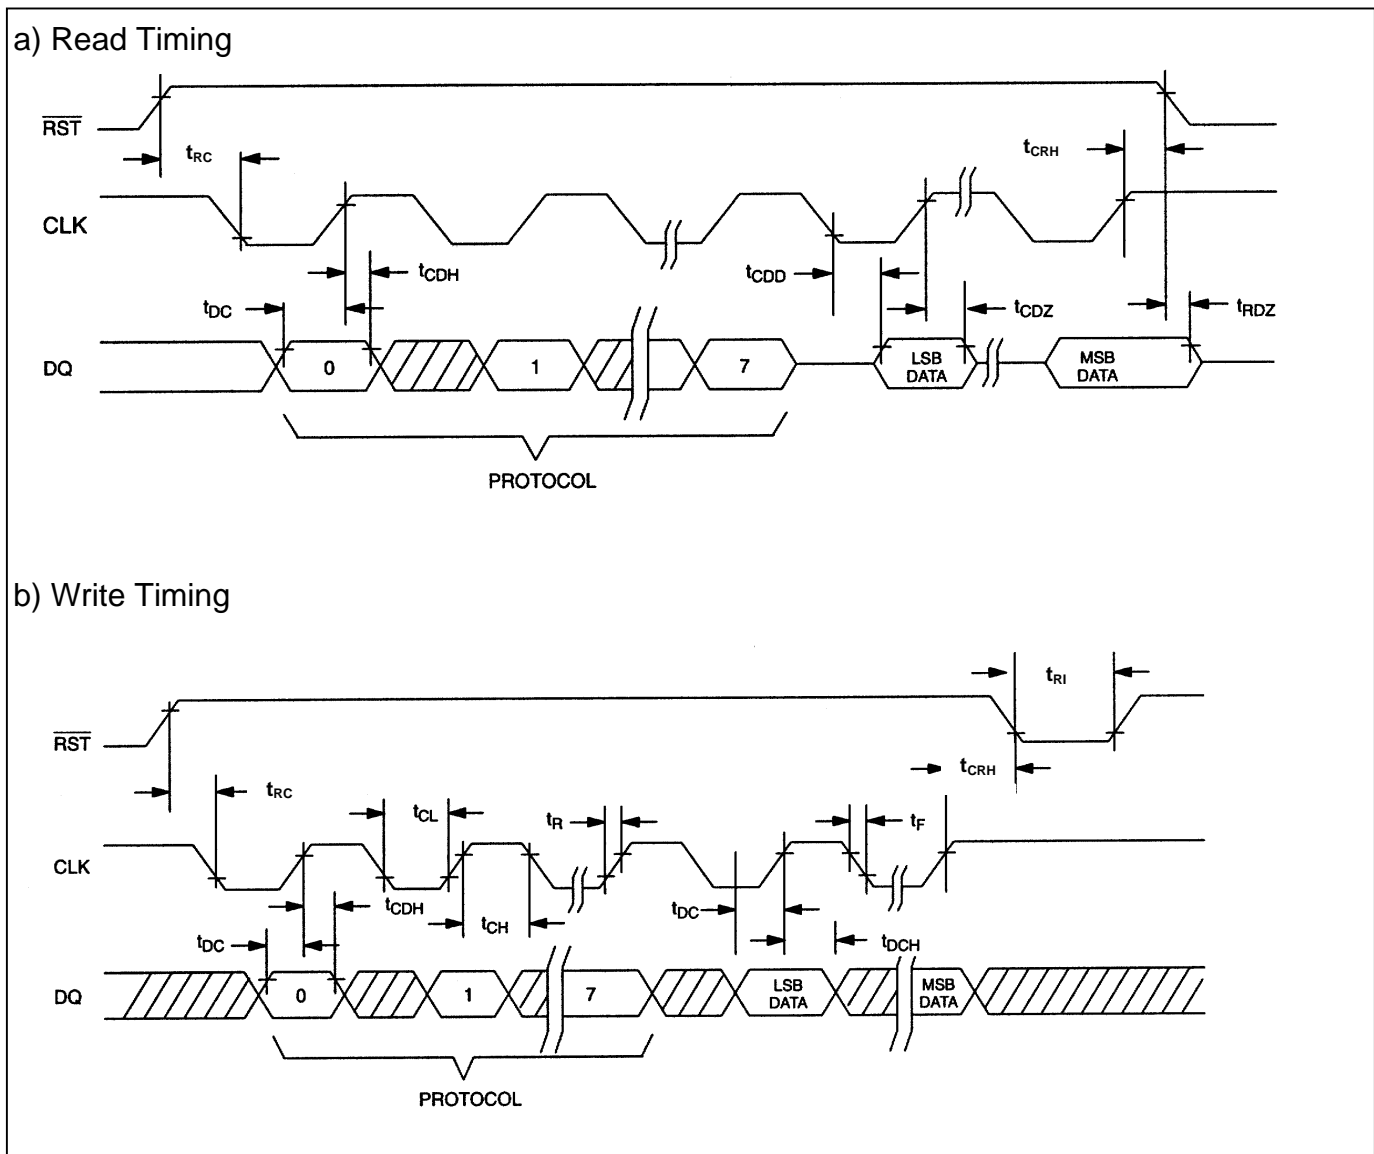 a) Read Timing
RST
tRC
tCRH
CLK
tCDH
tCDD
tDC
tCDZ
tRDZ
DQ
0
1
7
LSB
DATA
MSB
DATA
PROTOCOL
b) Write Timing
tRI
RST
tCRH
tRC
tCL
tR
tF
CLK
tCDH
tCH
tDC
tDC
tDCH
DQ
0
1
7
LSB
DATA
MSB
DATA
PROTOCOL